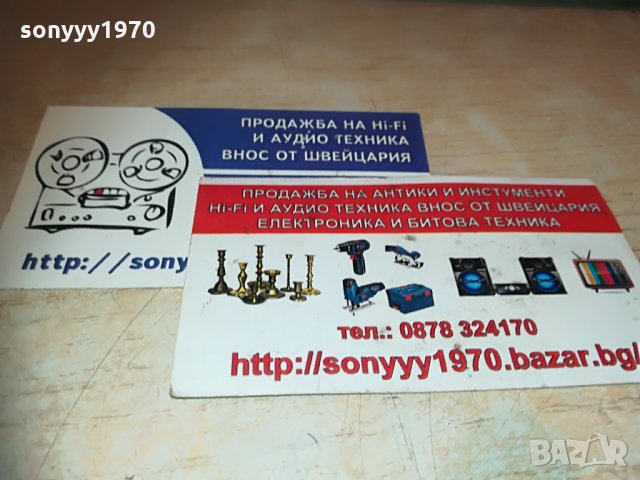 sonyyy1970
ПРОДАЖБА НА Hi-Fi
И АУДИО ТЕХНИКА
ВНОС ОТ ШВЕЙЦАРИЯ
http://sony
ПРОДАЖБА НА АНТИКИ И ИНСТУМЕНТИ
Hi-Fi И АУДИО ТЕХНИКА ВНОС ОТ ШВЕЙЦАРИЯ
ЕЛЕКТРОНИКА И БИТОВА ТЕХНИКА
тел.: 0878 324170
http://sonyyy1970.bazar.bg/
BAZAR